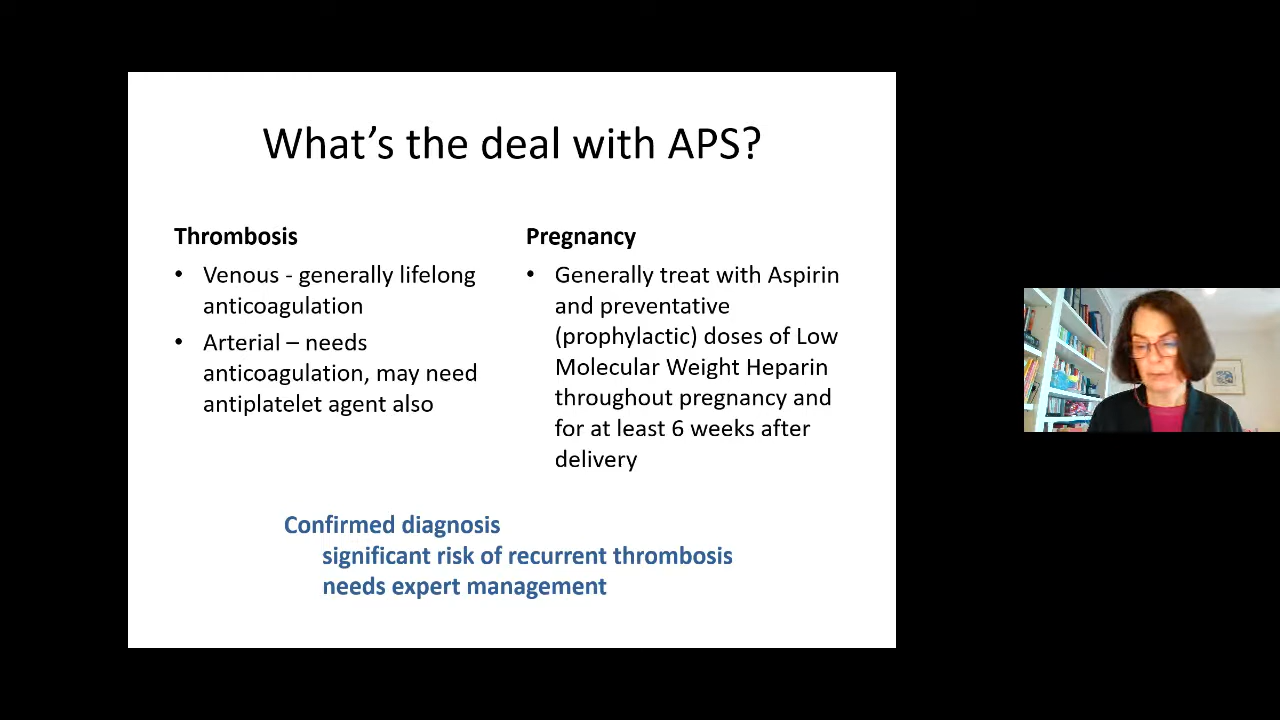 What's the deal with APS?
Thrombosis
• Venous - generally lifelong
anticoagulation
• Arterial – needs
anticoagulation, may need
antiplatelet agent also
Pregnancy
• Generally treat with Aspirin
and preventative
(prophylactic) doses of Low
Molecular Weight Heparin
throughout pregnancy and
for at least 6 weeks after
delivery
Confirmed diagnosis
significant risk of recurrent thrombosis
needs expert management